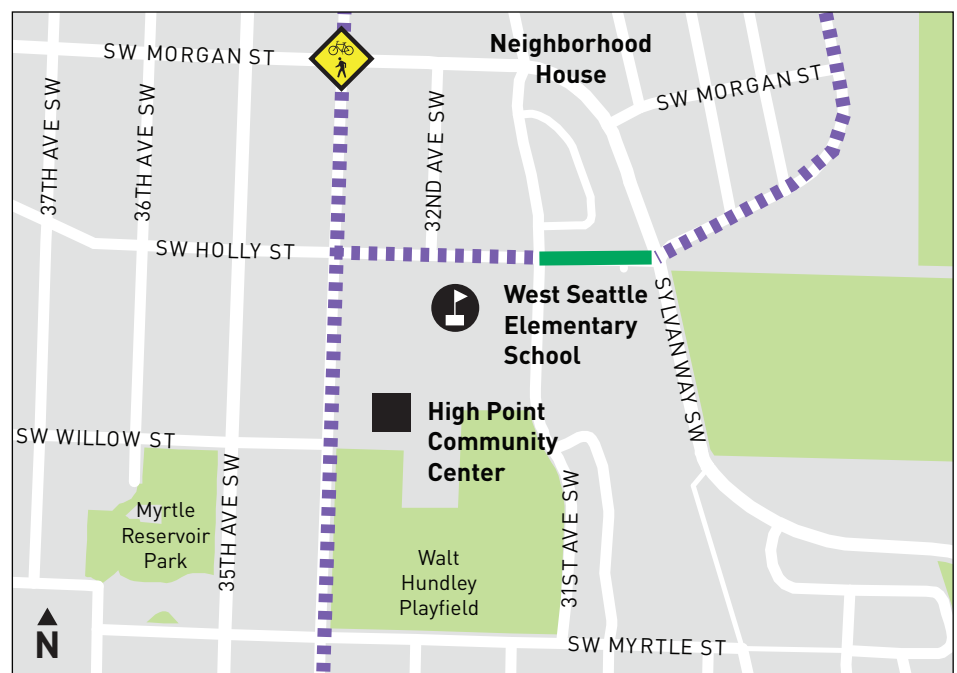 SW MORGAN ST
Neighborhood
House
SW MORGAN ST
37TH AVE SW
36TH AVE SW
32ND AVE SW
SW HOLLY ST
West Seattle
Elementary
School
SYLVAN WAY SW
High Point
Community
Center
SW WILLOW ST
35TH AVE SW
31ST AVE SW
Myrtle
Reservoir
Park
Walt
Hundley
Playfield
N
SW MYRTLE ST